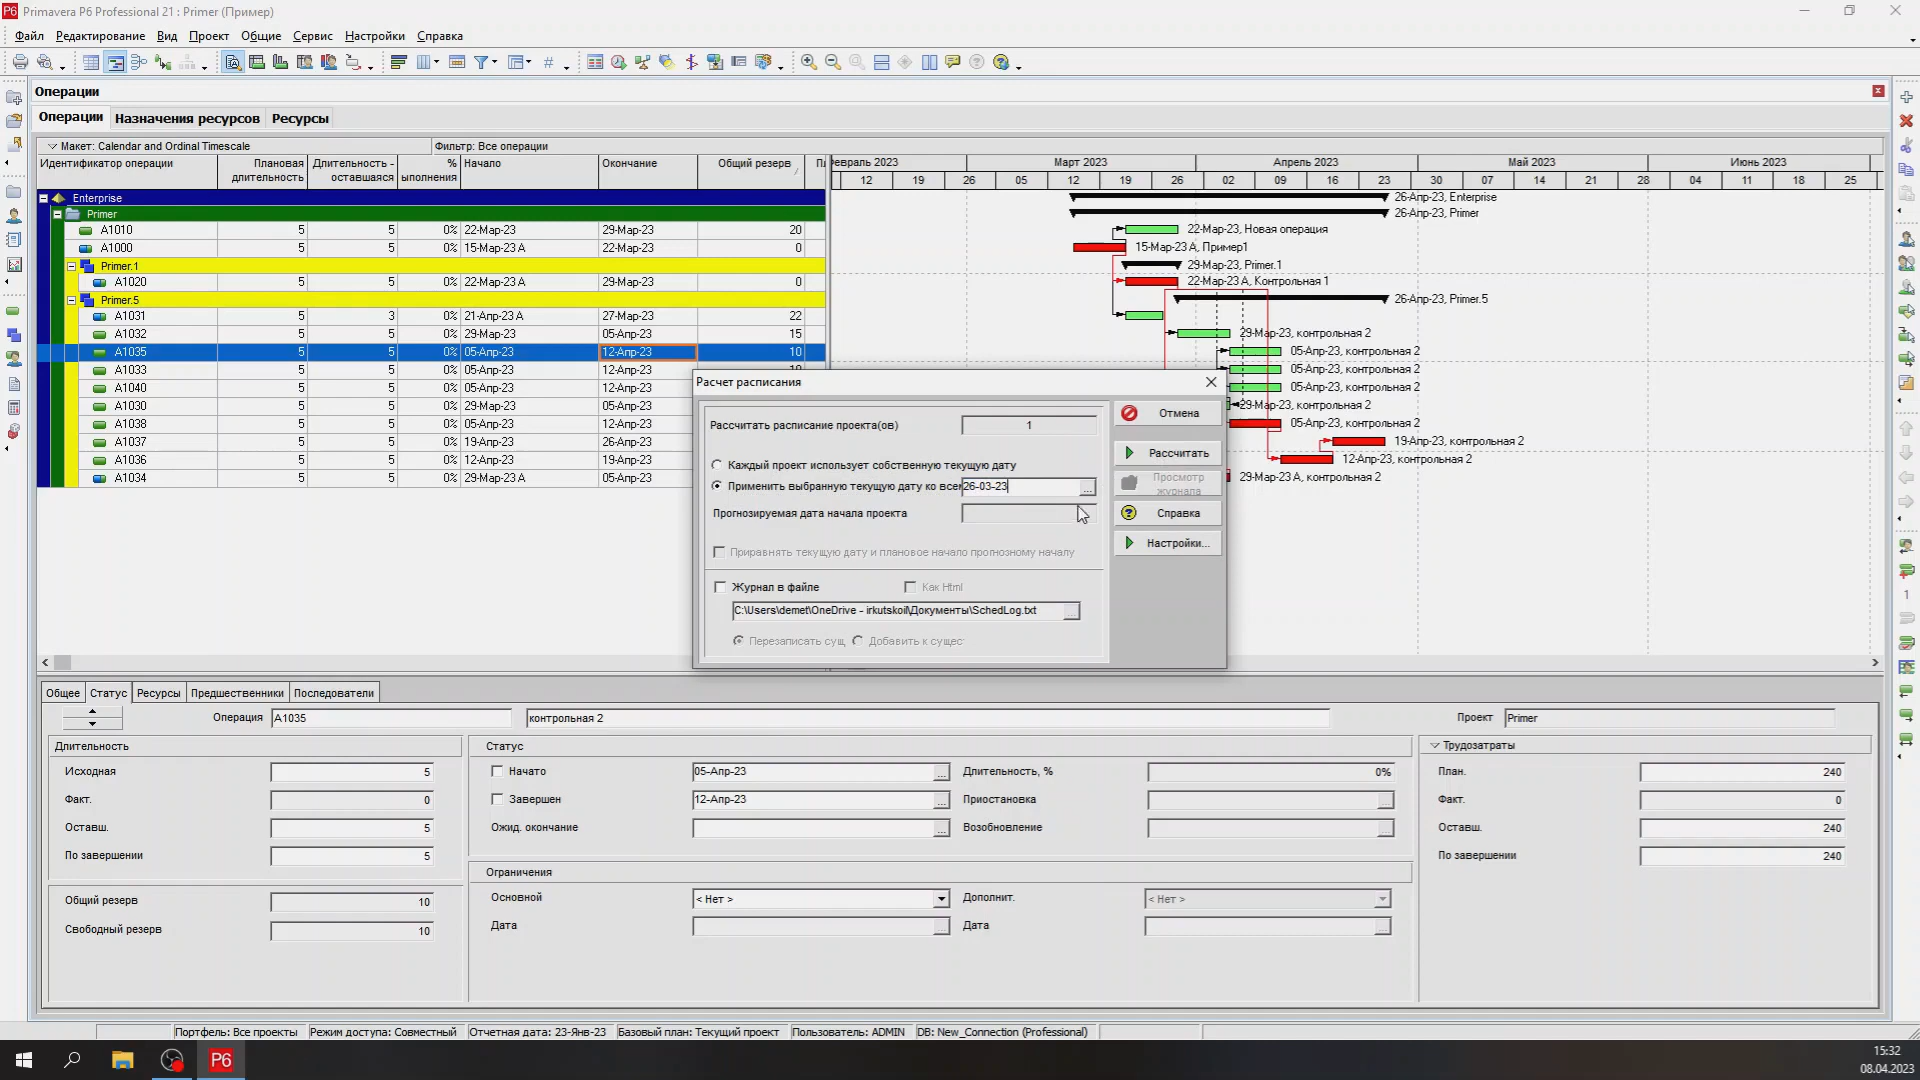 Primavera P6 Professional 21 : Primer (Пример)
Файл Редактирование Вид Проект Общие Сервис Настройки Справка
Операции
Операции Назначения ресурсов Ресурсы
Макет: Calendar and Ordinal Timescale Фильтр: Все операции
Идентификатор операции Плановая длительность Длительность - оставшаяся % ыполнения Начало Окончание Общий резерв
евраль 2023 Март 2023 Апрель 2023 Май 2023 Июнь 2023
12 19 26 05 12 19 26 02 09 16 23 30 07 14 21 28 04 11 18 25
Enterprise 26-Апр-23, Enterprise
Primer 26-Апр-23, Primer
A1010 5 5 0% 22-Мар-23 29-Мар-23 20 22-Мар-23, Новая операция
A1000 5 5 0% 15-Мар-23 A 22-Мар-23 0 15-Мар-23 A, Пример1
Primer.1 29-Мар-23, Primer.1
A1020 5 5 0% 22-Мар-23 A 29-Мар-23 0 22-Мар-23 A, Контрольная 1
Primer.5 26-Апр-23, Primer.5
A1031 5 3 0% 21-Апр-23 A 27-Мар-23 22
A1032 5 5 0% 29-Мар-23 05-Апр-23 15 29-Мар-23, контрольная 2
A1035 5 5 0% 05-Апр-23 12-Апр-23 10 05-Апр-23, контрольная 2
A1033 5 5 0% 05-Апр-23 12-Апр-23 05-Апр-23, контрольная 2
A1040 5 5 0% 05-Апр-23 12-Апр-23 05-Апр-23, контрольная 2
A1030 5 5 0% 29-Мар-23 05-Апр-23 29-Мар-23, контрольная 2
A1038 5 5 0% 05-Апр-23 12-Апр-23 05-Апр-23, контрольная 2
A1037 5 5 0% 19-Апр-23 26-Апр-23 19-Апр-23, контрольная 2
A1036 5 5 0% 12-Апр-23 19-Апр-23 12-Апр-23, контрольная 2
A1034 5 5 0% 29-Мар-23 A 05-Апр-23 29-Мар-23 A, контрольная 2
Расчет расписания
Рассчитать расписание проекта(ов) 1
Каждый проект использует собственную текущую дату
Применить выбранную текущую дату ко всем 26-03-23
Прогнозируемая дата начала проекта
Приравнять текущую дату и плановое начало прогнозному началу
Журнал в файле Как Html
C:\Users\demet\OneDrive - irkutskoil\Документы\SchedLog.txt
Перезаписать сущ Добавить к сущес
Отмена
Рассчитать
Просмотр журнала
Справка
Настройки...
Общее Статус Ресурсы Предшественники Последователи
Операция A1035 контрольная 2 Проект Primer
Длительность Статус Трудозатраты
Исходная 5 Начато 05-Апр-23 Длительность, % 0% План. 240
Факт. 0 Завершен 12-Апр-23 Приостановка Факт. 0
Оставш. 5 Ожид. окончание Возобновление Оставш. 240
По завершении 5 По завершении 240
Ограничения
Общий резерв 10 Основной < Нет > Дополнит. < Нет >
Свободный резерв 10 Дата Дата
Портфель: Все проекты Режим доступа: Совместный Отчетная дата: 23-Янв-23 Базовый план: Текущий проект Пользователь: ADMIN DB: New_Connection (Professional)
P6
15:32
08.04.2023